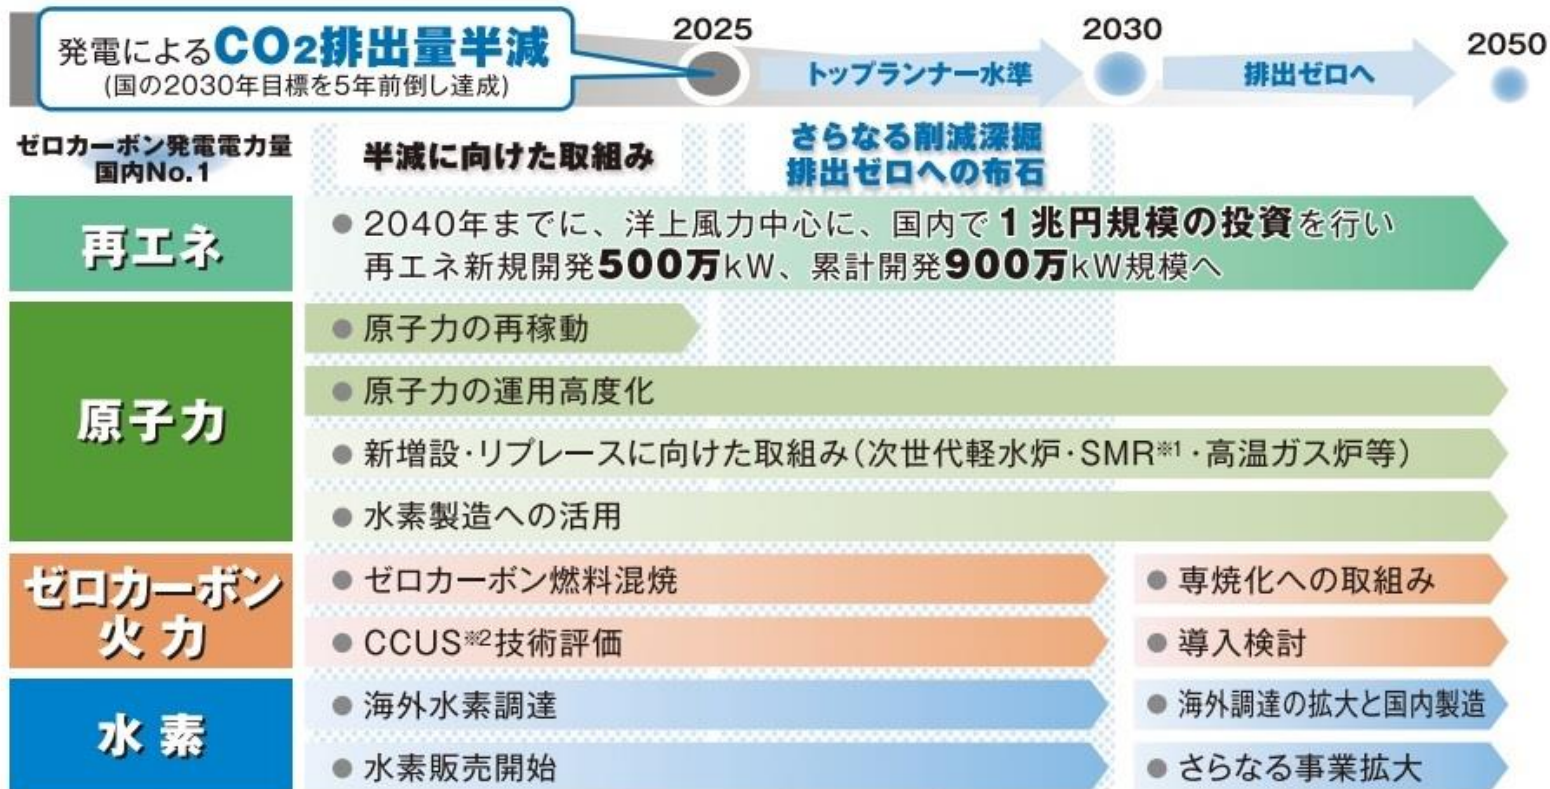 発電によるCO2排出量半減
(国の2030年目標を5年前倒し達成)
2025
トップランナー水準
2030
排出ゼロへ
2050
ゼロカーボン発電電力量
国内No.1
半減に向けた取組み
さらなる削減深掘
排出ゼロへの布石
再エネ
● 2040年までに、洋上風力中心に、国内で1兆円規模の投資を行い
再エネ新規開発500万kW、累計開発900万kW規模へ
原子力
● 原子力の再稼動
● 原子力の運用高度化
● 新増設・リプレースに向けた取組み(次世代軽水炉・SMR※1・高温ガス炉等)
● 水素製造への活用
ゼロカーボン
火力
● ゼロカーボン燃料混焼
● 専焼化への取組み
● CCUS※2技術評価
● 導入検討
水素
● 海外水素調達
● 海外調達の拡大と国内製造
● 水素販売開始
● さらなる事業拡大